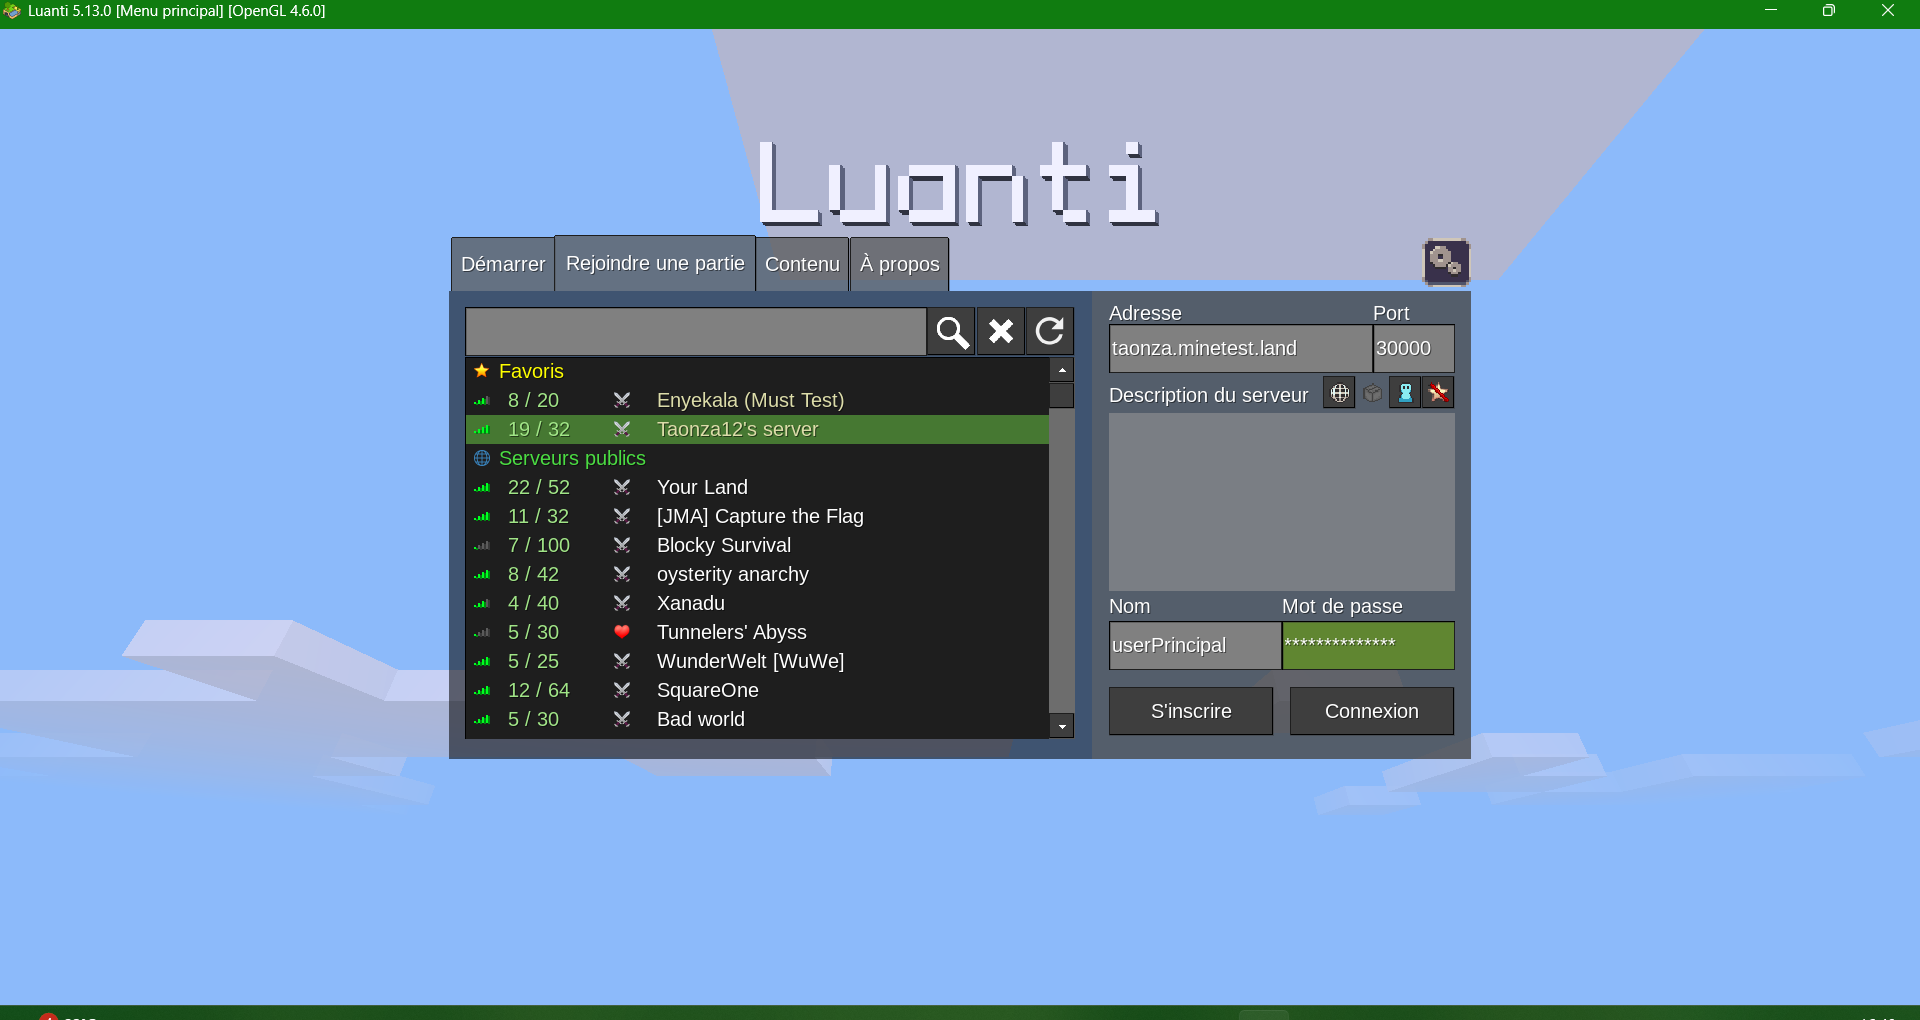 Luanti 5.13.0 [Menu principal] [OpenGL 4.6.0]
Luanti
Démarrer
Rejoindre une partie
Contenu
À propos
Favoris
8 / 20 Enyekala (Must Test)
19 / 32 Taonza12's server
Serveurs publics
22 / 52 Your Land
11 / 32 [JMA] Capture the Flag
7 / 100 Blocky Survival
8 / 42 oysterity anarchy
4 / 40 Xanadu
5 / 30 Tunnelers' Abyss
5 / 25 WunderWelt [WuWe]
12 / 64 SquareOne
5 / 30 Bad world
Adresse Port
taonza.minetest.land 30000
Description du serveur
Nom Mot de passe
userPrincipal **************
S'inscrire Connexion